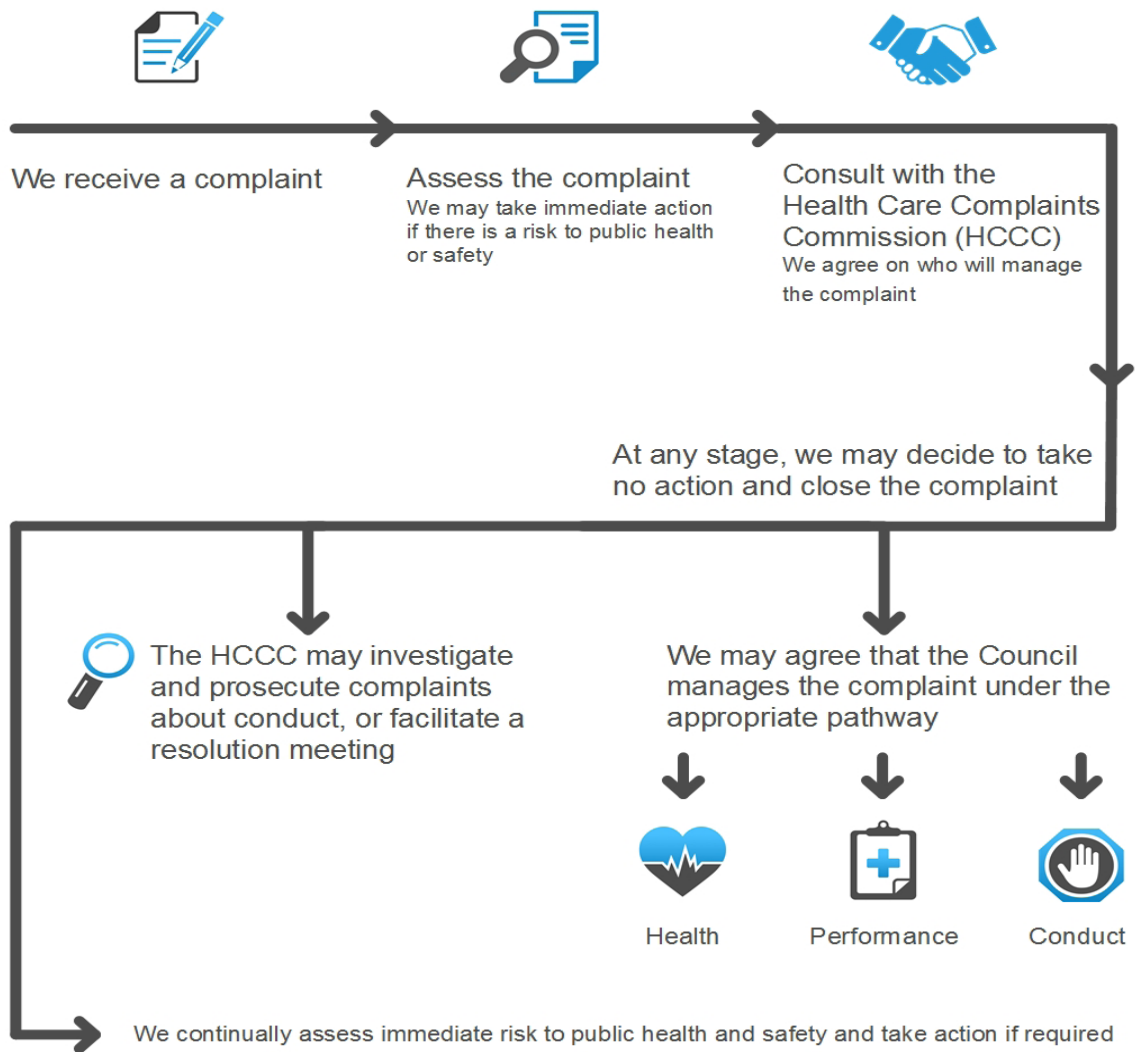 We receive a complaint
Assess the complaint
We may take immediate action
if there is a risk to public health
or safety
Consult with the
Health Care Complaints
Commission (HCCC)
We agree on who will manage
the complaint
At any stage, we may decide to take
no action and close the complaint
The HCCC may investigate
and prosecute complaints
about conduct, or facilitate a
resolution meeting
We may agree that the Council
manages the complaint under the
appropriate pathway
Health
Performance
Conduct
We continually assess immediate risk to public health and safety and take action if required